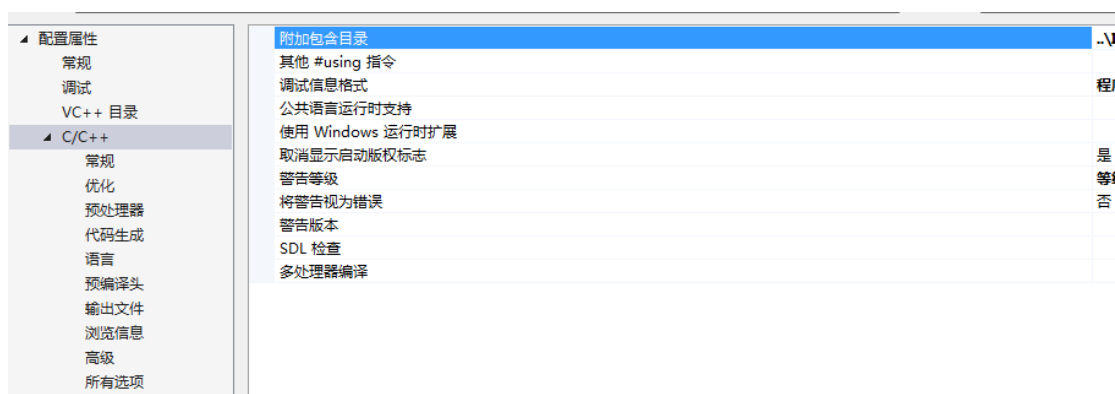 配置属性
常规
调试
VC++ 目录
C/C++
常规
优化
预处理器
代码生成
语言
预编译头
输出文件
浏览信息
高级
所有选项
附加包含目录 ..\
其他 #using 指令
调试信息格式
公共语言运行时支持
使用 Windows 运行时扩展
取消显示启动版权标志 是
警告等级
将警告视为错误 否
警告版本
SDL 检查
多处理器编译